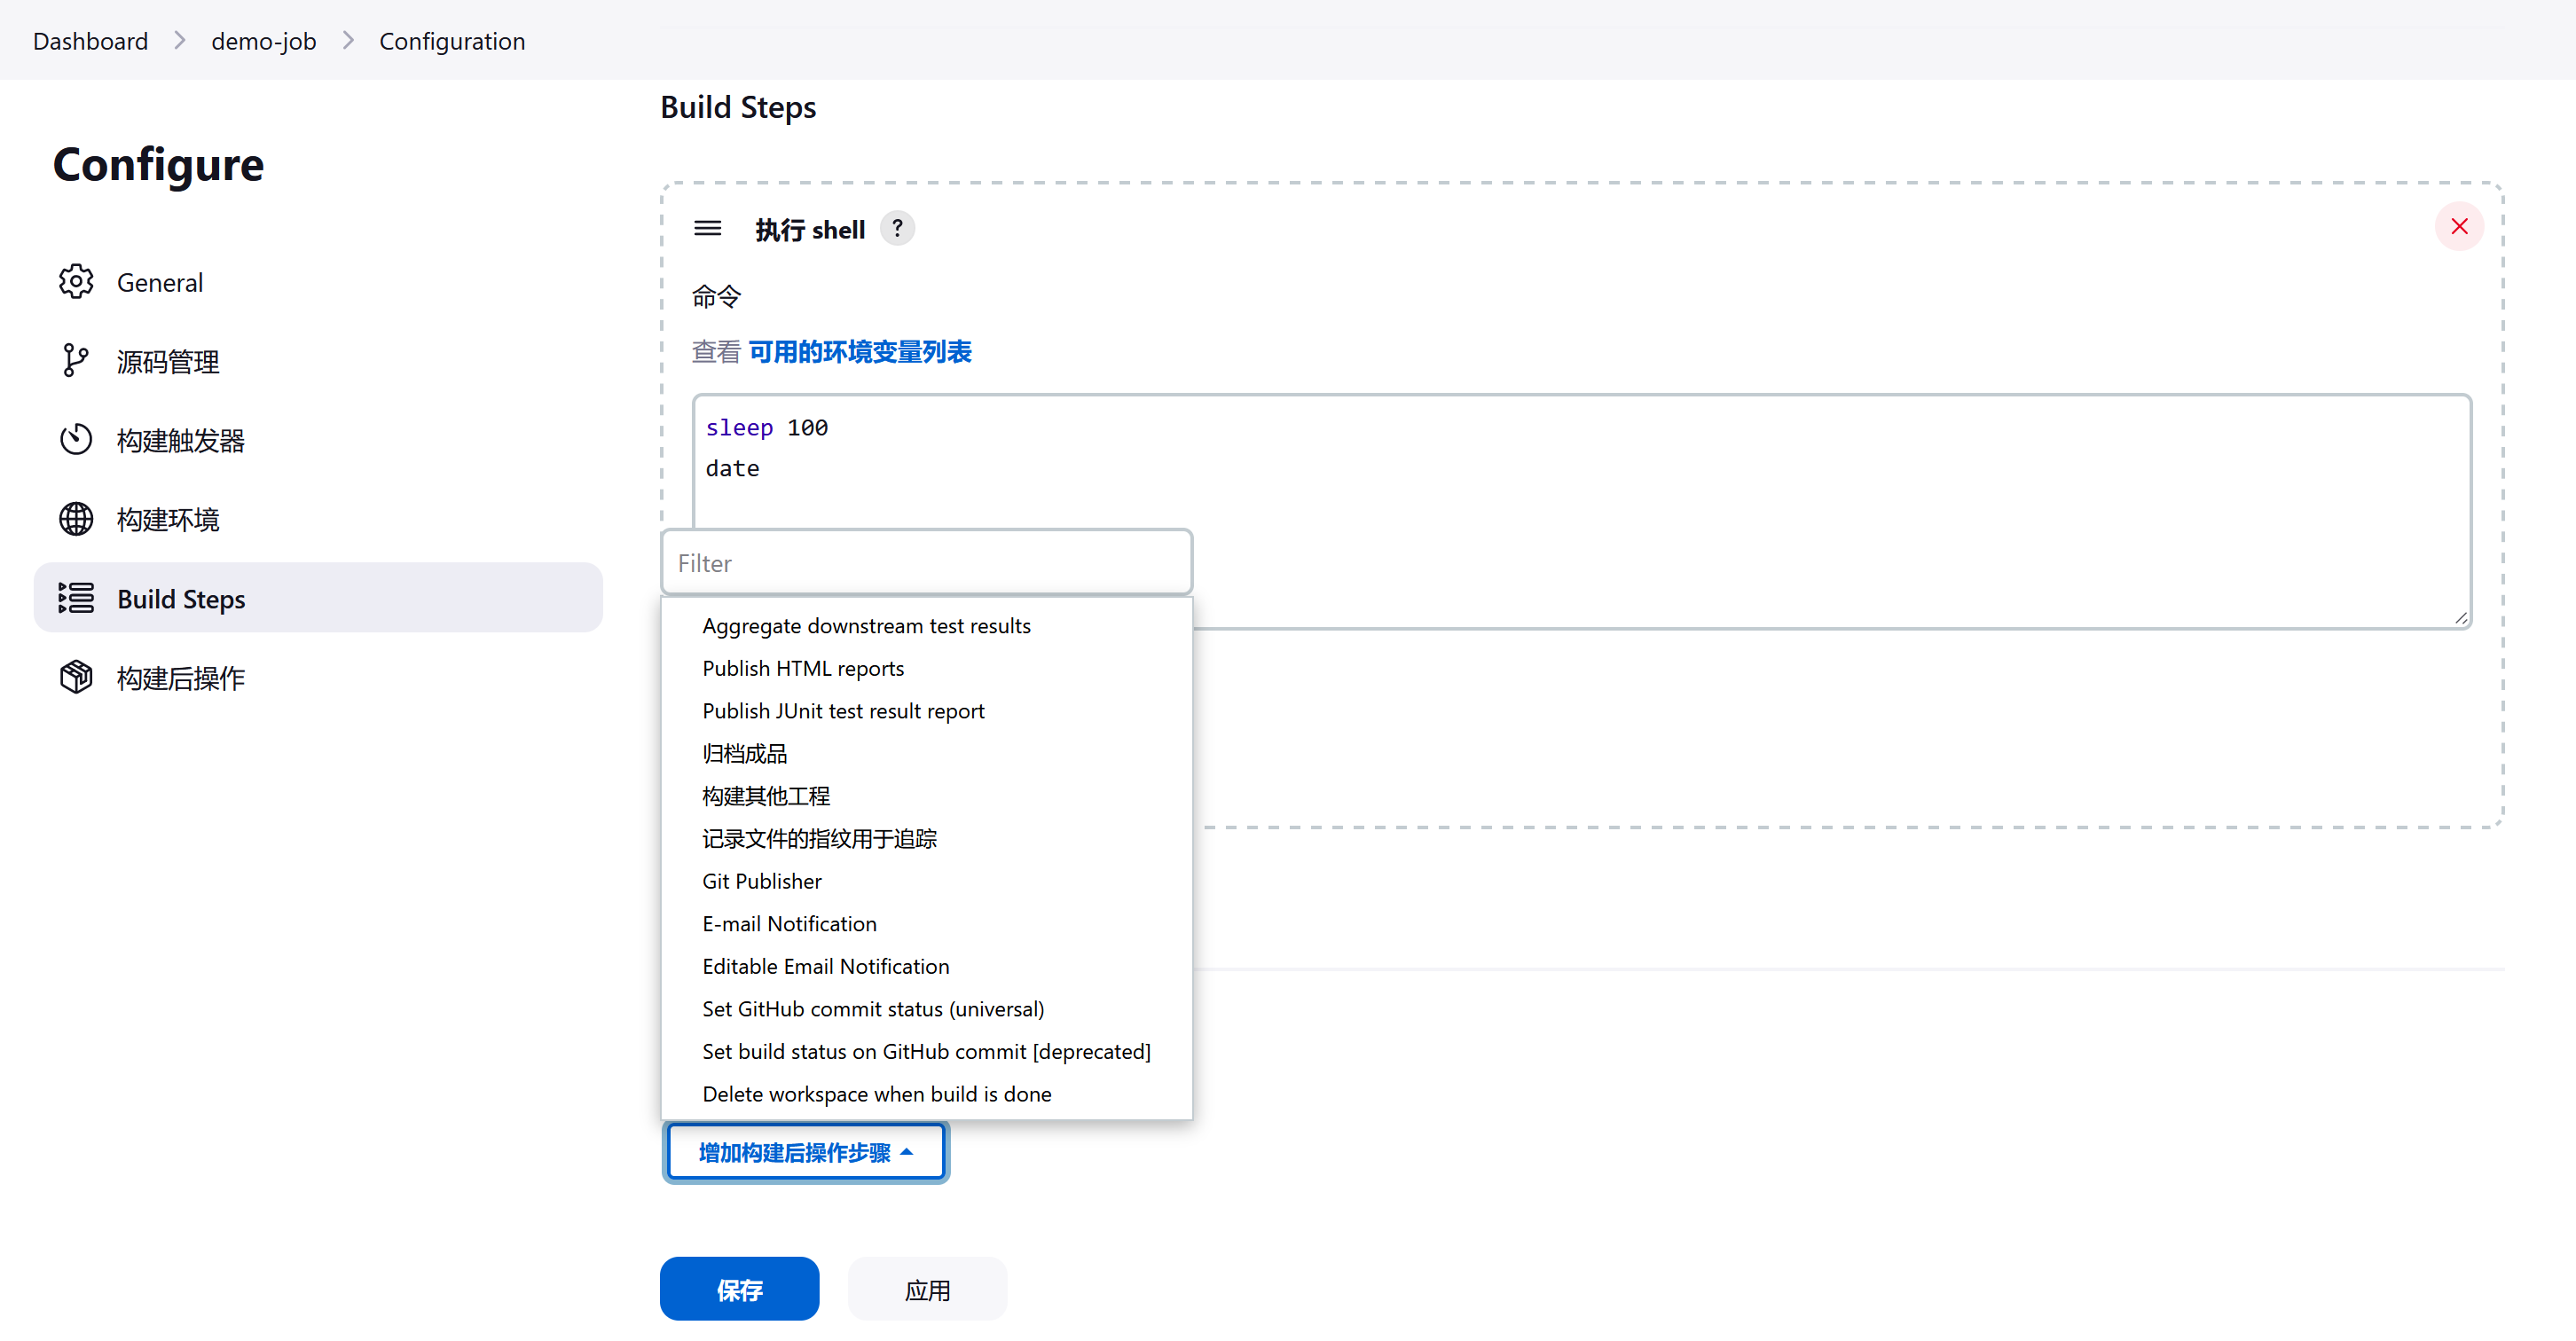 Dashboard
demo-job
Configuration
Configure
General
源码管理
构建触发器
构建环境
Build Steps
构建后操作
Build Steps
执行 shell
?
命令
查看 可用的环境变量列表
sleep 100
date
Filter
Aggregate downstream test results
Publish HTML reports
Publish JUnit test result report
归档成品
构建其他工程
记录文件的指纹用于追踪
Git Publisher
E-mail Notification
Editable Email Notification
Set GitHub commit status (universal)
Set build status on GitHub commit [deprecated]
Delete workspace when build is done
增加构建后操作步骤
保存
应用